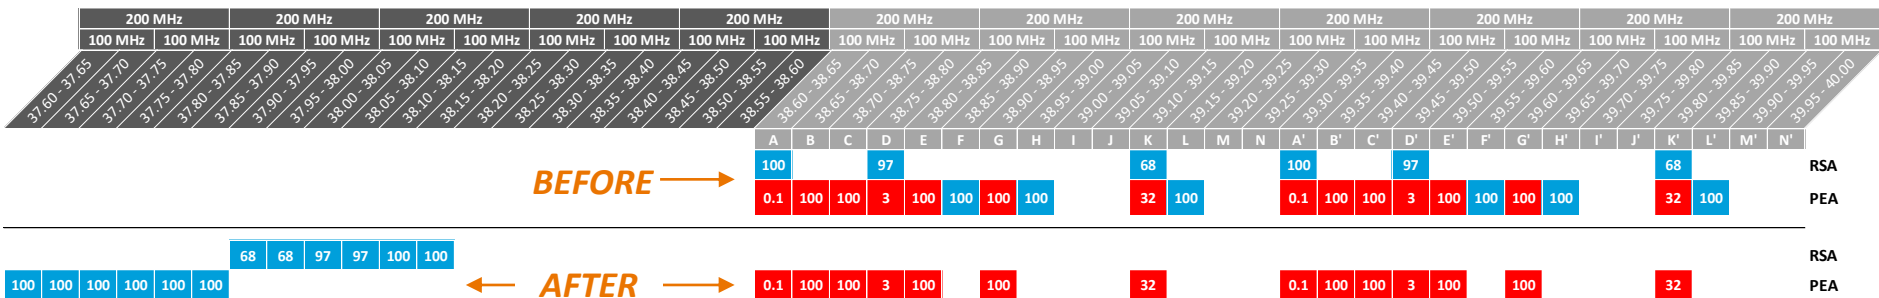 200 MHz 200 MHz 200 MHz 200 MHz 200 MHz 200 MHz 200 MHz 200 MHz 200 MHz 200 MHz 200 MHz 200 MHz
100 MHz 100 MHz 100 MHz 100 MHz 100 MHz 100 MHz 100 MHz 100 MHz 100 MHz 100 MHz 100 MHz 100 MHz 100 MHz 100 MHz 100 MHz 100 MHz 100 MHz 100 MHz 100 MHz 100 MHz 100 MHz 100 MHz 100 MHz 100 MHz
37.60 - 37.65 37.65 - 37.70 37.70 - 37.75 37.75 - 37.80 37.80 - 37.85 37.85 - 37.90 37.90 - 37.95 37.95 - 38.00 38.00 - 38.05 38.05 - 38.10 38.10 - 38.15 38.15 - 38.20 38.20 - 38.25 38.25 - 38.30 38.30 - 38.35 38.35 - 38.40 38.40 - 38.45 38.45 - 38.50 38.50 - 38.55 38.55 - 38.60 38.60 - 38.65 38.65 - 38.70 38.70 - 38.75 38.75 - 38.80 38.80 - 38.85 38.85 - 38.90 38.90 - 38.95 38.95 - 39.00 39.00 - 39.05 39.05 - 39.10 39.10 - 39.15 39.15 - 39.20 39.20 - 39.25 39.25 - 39.30 39.30 - 39.35 39.35 - 39.40 39.40 - 39.45 39.45 - 39.50 39.50 - 39.55 39.55 - 39.60 39.60 - 39.65 39.65 - 39.70 39.70 - 39.75 39.75 - 39.80 39.80 - 39.85 39.85 - 39.90 39.90 - 39.95 39.95 - 40.00
A B C D E F G H I J K L M N A' B' C' D' E' F' G' H' I' J' K' L' M' N'
100 97 68 100 97 68 RSA
BEFORE
0.1 100 100 3 100 100 100 100 32 100 0.1 100 100 3 100 100 100 100 32 100 PEA
68 68 97 97 100 100 RSA
100 100 100 100 100 100 AFTER 0.1 100 100 3 100 100 32 0.1 100 100 3 100 100 32 PEA